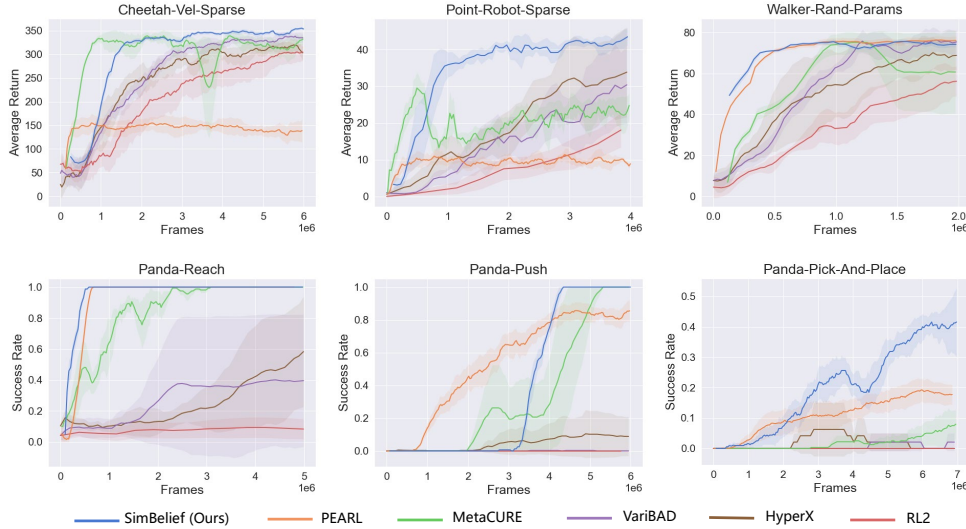 Cheetah-Vel-Sparse
Point-Robot-Sparse
Walker-Rand-Params
Average Return
350
300
250
200
150
100
50
0
0 1 2 3 4 5 6
Frames
1e6
Average Return
40
30
20
10
0
0 1 2 3 4
Frames
1e6
Average Return
80
60
40
20
0
0.0 0.5 1.0 1.5 2.0
Frames
1e6
Panda-Reach
Panda-Push
Panda-Pick-And-Place
Success Rate
1.0
0.8
0.6
0.4
0.2
0.0
0 1 2 3 4 5
Frames
1e6
Success Rate
1.0
0.8
0.6
0.4
0.2
0.0
0 1 2 3 4 5 6
Frames
1e6
Success Rate
0.5
0.4
0.3
0.2
0.1
0.0
0 1 2 3 4 5 6 7
Frames
1e6
SimBelief (Ours) PEARL MetaCURE VariBAD HyperX RL2